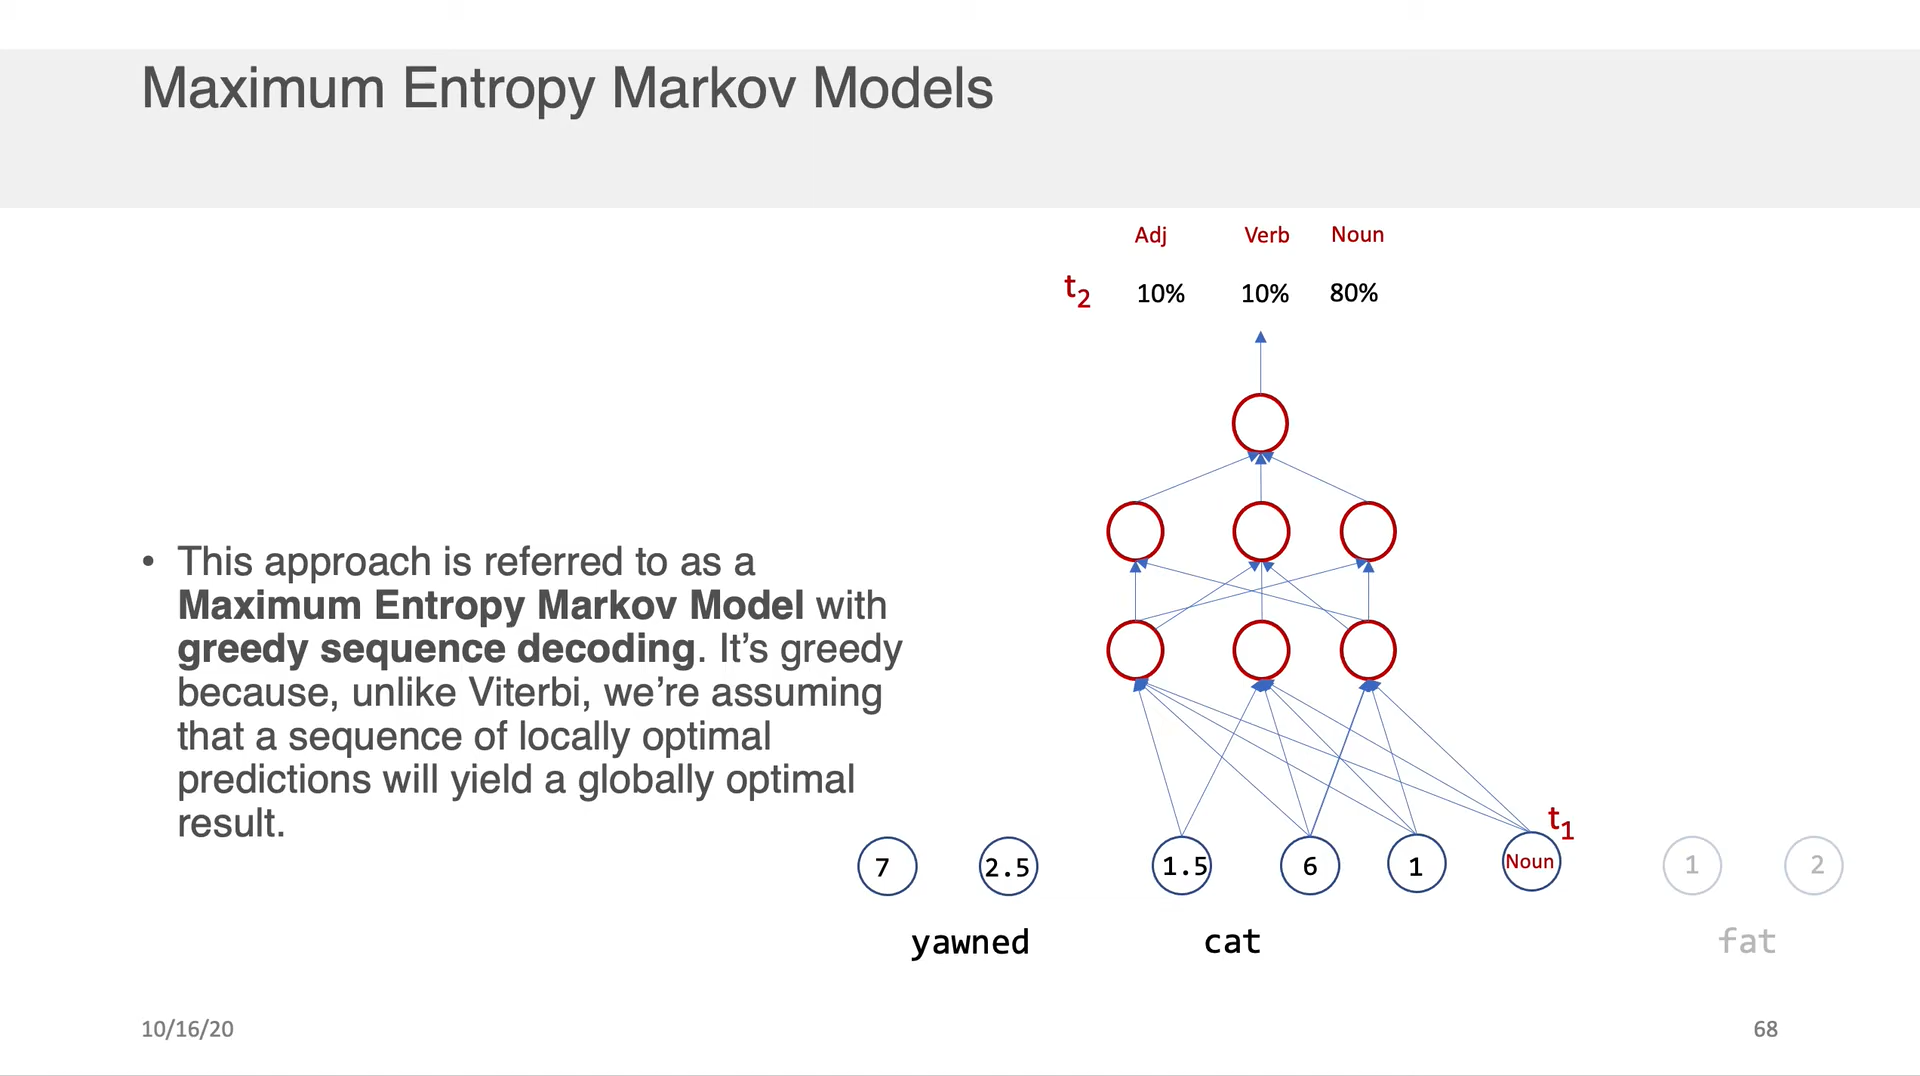 Maximum Entropy Markov Models
Adj Verb Noun
t2 10% 10% 80%
• This approach is referred to as a
Maximum Entropy Markov Model with
greedy sequence decoding. It’s greedy
because, unlike Viterbi, we’re assuming
that a sequence of locally optimal
predictions will yield a globally optimal
result.
t1
7 2.5 1.5 6 1 Noun 1 2
yawned cat fat
10/16/20 68